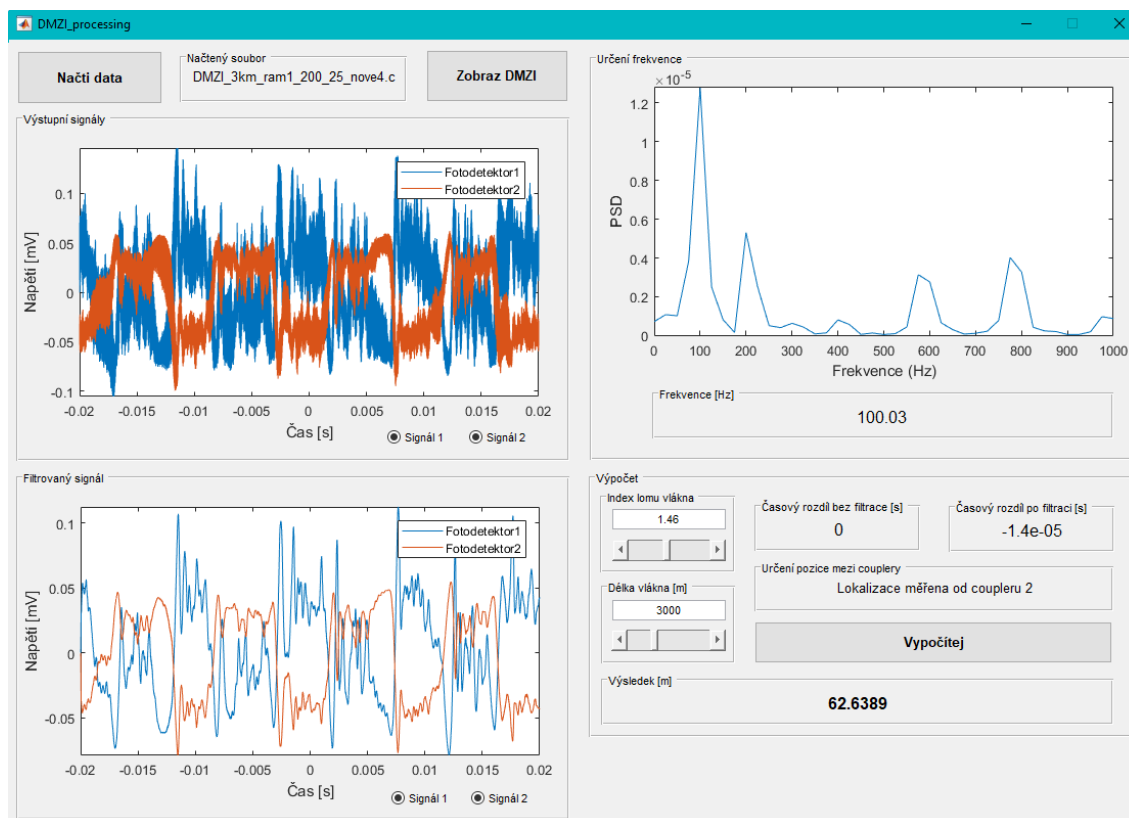 DMZI_processing
Načti data
Načtený soubor
DMZI_3km_ram1_200_25_nove4.c
Zobraz DMZI
Výstupní signály
Fotodetektor1
Fotodetektor2
0.1
0.05
0
-0.05
-0.1
Napětí [mV]
-0.02 -0.015 -0.01 -0.005 0 0.005 0.01 0.015 0.02
Čas [s]
Signál 1 Signál 2
Filtrovaný signál
Fotodetektor1
Fotodetektor2
0.1
0.05
0
-0.05
Napětí [mV]
-0.02 -0.015 -0.01 -0.005 0 0.005 0.01 0.015 0.02
Čas [s]
Signál 1 Signál 2
Určení frekvence
×10^-5
1.2
1
0.8
0.6
0.4
0.2
0
PSD
0 100 200 300 400 500 600 700 800 900 1000
Frekvence (Hz)
Frekvence [Hz]
100.03
Výpočet
Index lomu vlákna
1.46
Časový rozdíl bez filtrace [s]
0
Časový rozdíl po filtraci [s]
-1.4e-05
Délka vlákna [m]
3000
Určení pozice mezi couplery
Lokalizace měřena od coupleru 2
Vypočítej
Výsledek [m]
62.6389